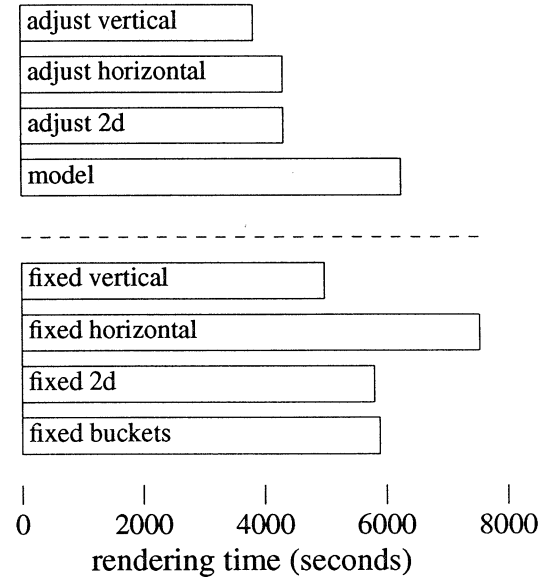 adjust vertical
adjust horizontal
adjust 2d
model
fixed vertical
fixed horizontal
fixed 2d
fixed buckets
0 2000 4000 6000 8000
rendering time (seconds)